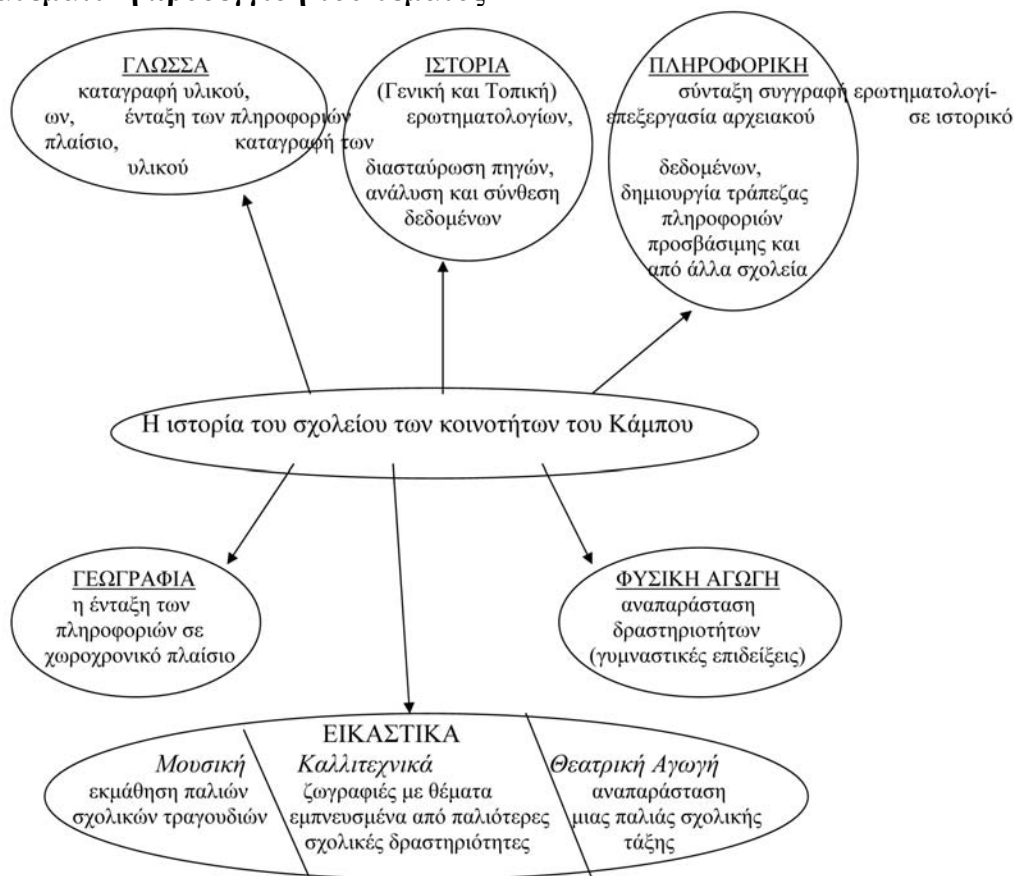 ΓΛΩΣΣΑ
καταγραφή υλικού,
ων, ένταξη των πληροφοριών
πλαίσιο, καταγραφή των
υλικού
ΙΣΤΟΡΙΑ
(Γενική και Τοπική)
ερωτηματολογίων,
διασταύρωση πηγών,
ανάλυση και σύνθεση
δεδομένων
ΠΛΗΡΟΦΟΡΙΚΗ
σύνταξη συγγραφή ερωτηματολογί-
επεξεργασία αρχειακού σε ιστορικό
δεδομένων,
δημιουργία τράπεζας
πληροφοριών
προσβάσιμης και
από άλλα σχολεία
Η ιστορία του σχολείου των κοινοτήτων του Κάμπου
ΓΕΩΓΡΑΦΙΑ
η ένταξη των
πληροφοριών σε
χωροχρονικό πλαίσιο
ΦΥΣΙΚΗ ΑΓΩΓΗ
αναπαράσταση
δραστηριοτήτων
(γυμναστικές επιδείξεις)
ΕΙΚΑΣΤΙΚΑ
Μουσική
εκμάθηση παλιών
σχολικών τραγουδιών
Καλλιτεχνικά
ζωγραφιές με θέματα
εμπνευσμένα από παλιότερες
σχολικές δραστηριότητες
Θεατρική Αγωγή
αναπαράσταση
μιας παλιάς σχολικής
τάξης